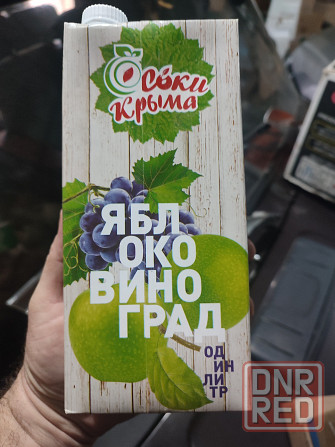 Соки
Крыма
ЯБЛ
ОКО
ВИНО
ГРАД
ОД
ИН
ЛИ
ТР
DNR
RED